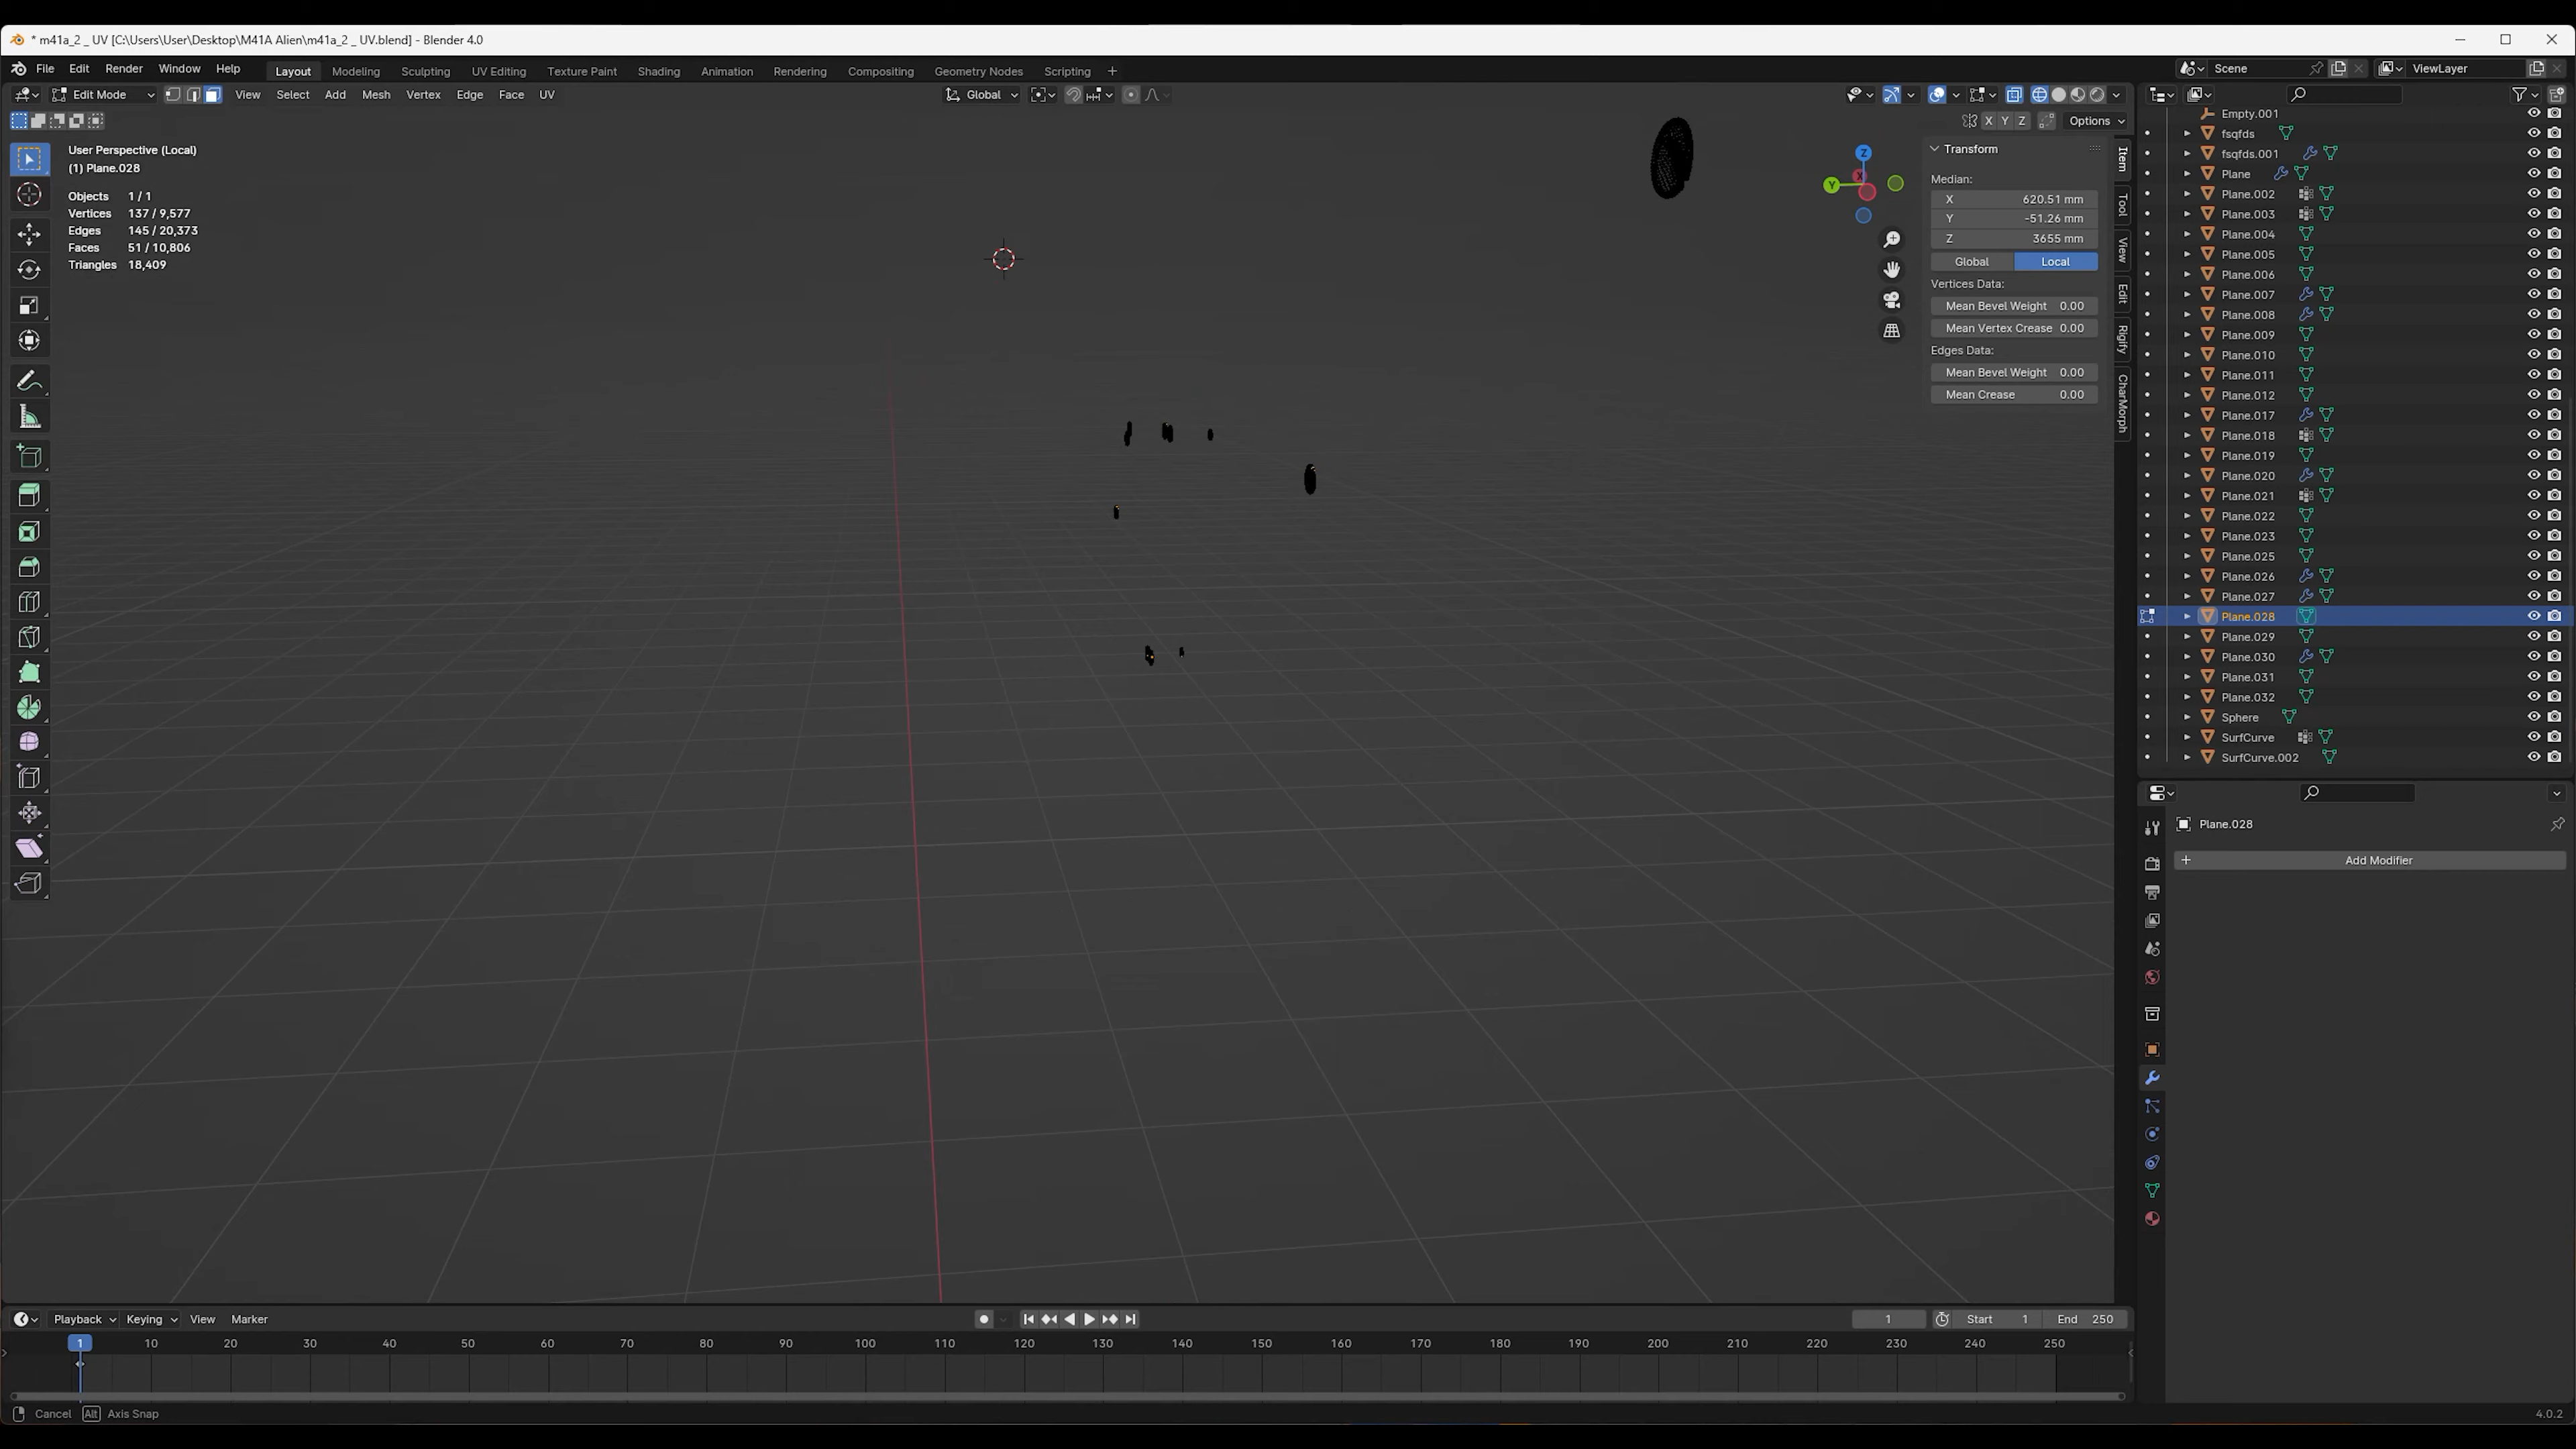 * m41a_2 _ UV [C:\Users\User\Desktop\M41A Alien\m41a_2 _ UV.blend] - Blender 4.0
File Edit Render Window Help
Layout Modeling Sculpting UV Editing Texture Paint Shading Animation Rendering Compositing Geometry Nodes Scripting +
Scene
ViewLayer
Edit Mode
View Select Add Mesh Vertex Edge Face UV
Global
X Y Z
Options
User Perspective (Local)
(1) Plane.028
Objects 1 / 1
Vertices 137 / 9,577
Edges 145 / 20,373
Faces 51 / 10,806
Triangles 18,409
Z
Y
X
Transform
Median:
X 620.51 mm
Y -51.26 mm
Z 3655 mm
Global Local
Vertices Data:
Mean Bevel Weight 0.00
Mean Vertex Crease 0.00
Edges Data:
Mean Bevel Weight 0.00
Mean Crease 0.00
Item
Tool
View
Edit
Rigify
CharMorph
Empty.001
fsqfds
fsqfds.001
Plane
Plane.002
Plane.003
Plane.004
Plane.005
Plane.006
Plane.007
Plane.008
Plane.009
Plane.010
Plane.011
Plane.012
Plane.017
Plane.018
Plane.019
Plane.020
Plane.021
Plane.022
Plane.023
Plane.025
Plane.026
Plane.027
Plane.028
Plane.029
Plane.030
Plane.031
Plane.032
Sphere
SurfCurve
SurfCurve.002
Plane.028
+ Add Modifier
Playback Keying View Marker
1
Start 1
End 250
1 10 20 30 40 50 60 70 80 90 100 110 120 130 140 150 160 170 180 190 200 210 220 230 240 250
Cancel Alt Axis Snap
4.0.2